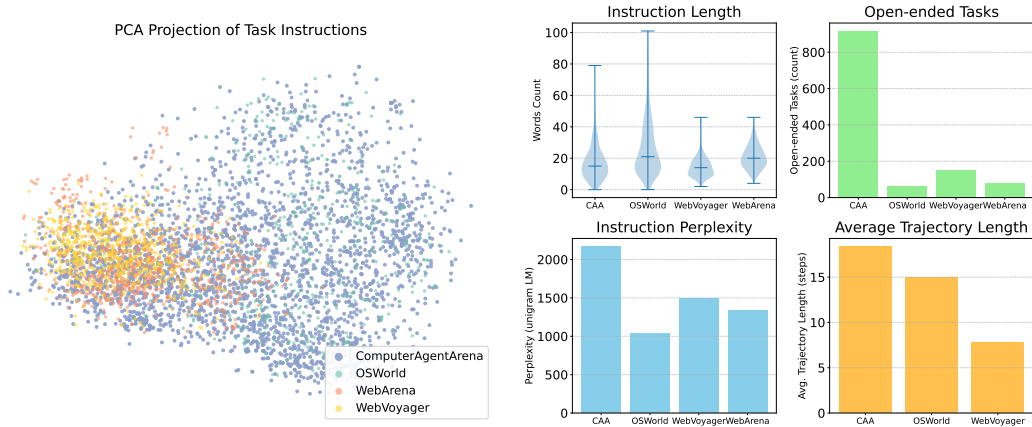 PCA Projection of Task Instructions
ComputerAgentArena
OSWorld
WebArena
WebVoyager
Instruction Length
Words Count
100
80
60
40
20
0
CAA
OSWorld
WebVoyager
WebArena
Open-ended Tasks
Open-ended Tasks (count)
800
600
400
200
0
CAA
OSWorld
WebVoyager
WebArena
Instruction Perplexity
Perplexity (unigram LM)
2000
1500
1000
500
0
CAA
OSWorld
WebVoyager
WebArena
Average Trajectory Length
Avg. Trajectory Length (steps)
15
10
5
0
CAA
OSWorld
WebVoyager